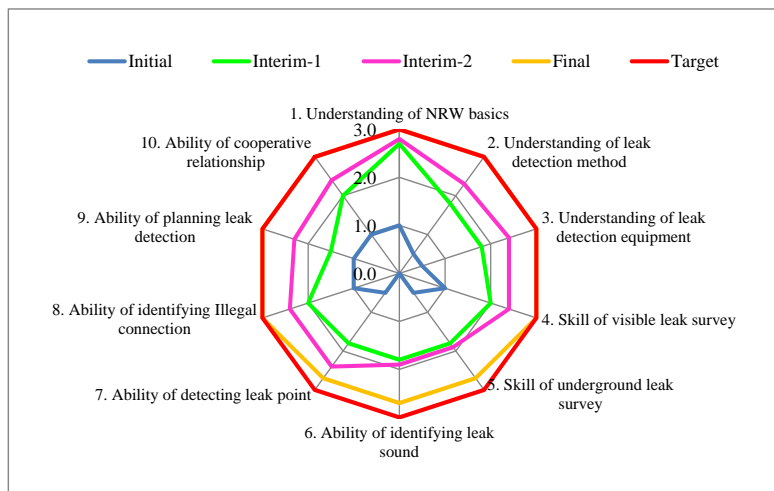 Initial Interim-1 Interim-2 Final Target
1. Understanding of NRW basics
3.0
10. Ability of cooperative
relationship
2. Understanding of leak
detection method
2.0
9. Ability of planning leak
detection
3. Understanding of leak
detection equipment
1.0
0.0
8. Ability of identifying Illegal
connection
4. Skill of visible leak survey
7. Ability of detecting leak point
5. Skill of underground leak
survey
6. Ability of identifying leak
sound